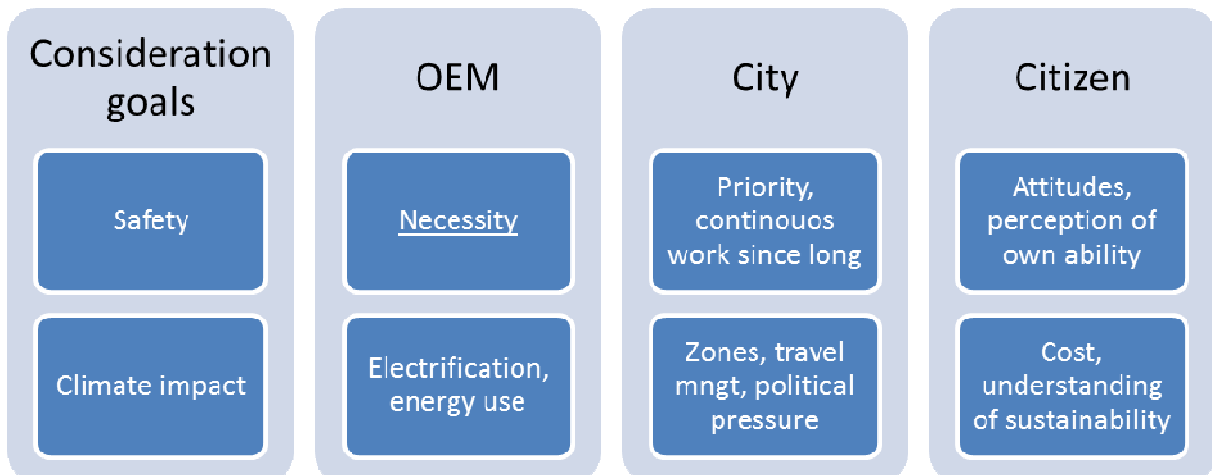 Consideration
goals
Safety
Climate impact
OEM
Necessity
Electrification,
energy use
City
Priority,
continouos
work since long
Zones, travel
mngt, political
pressure
Citizen
Attitudes,
perception of
own ability
Cost,
understanding
of sustainability